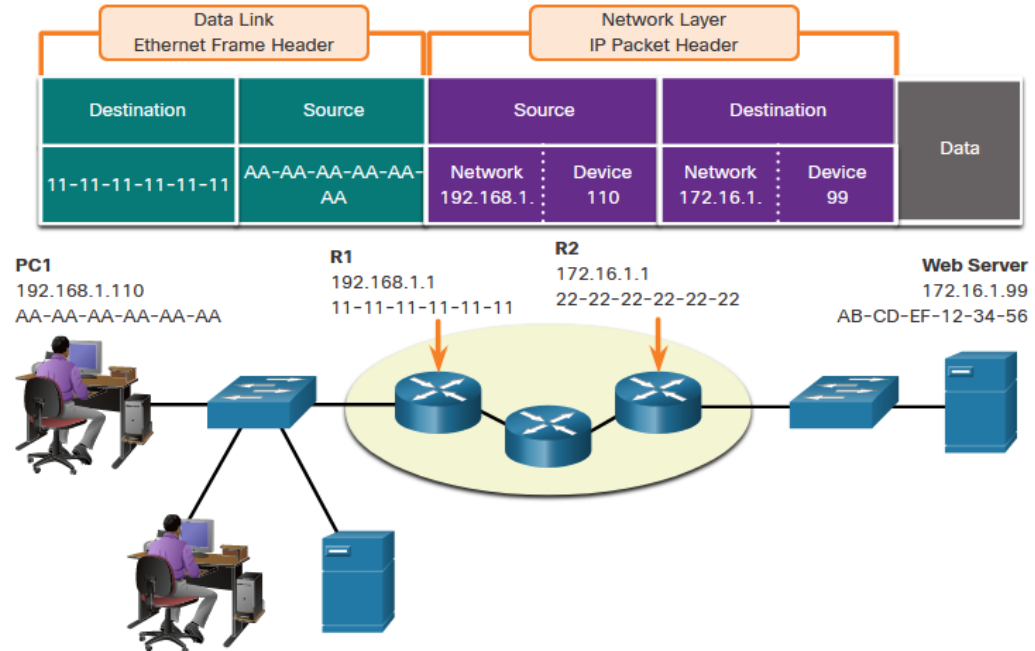 Data Link
Ethernet Frame Header
Network Layer
IP Packet Header
Destination
Source
Source
Destination
Data
11-11-11-11-11-11
AA-AA-AA-AA-AA-
AA
Network
192.168.1.
Device
110
Network
172.16.1.
Device
99
PC1
192.168.1.110
AA-AA-AA-AA-AA-AA
R1
192.168.1.1
11-11-11-11-11-11
R2
172.16.1.1
22-22-22-22-22-22
Web Server
172.16.1.99
AB-CD-EF-12-34-56